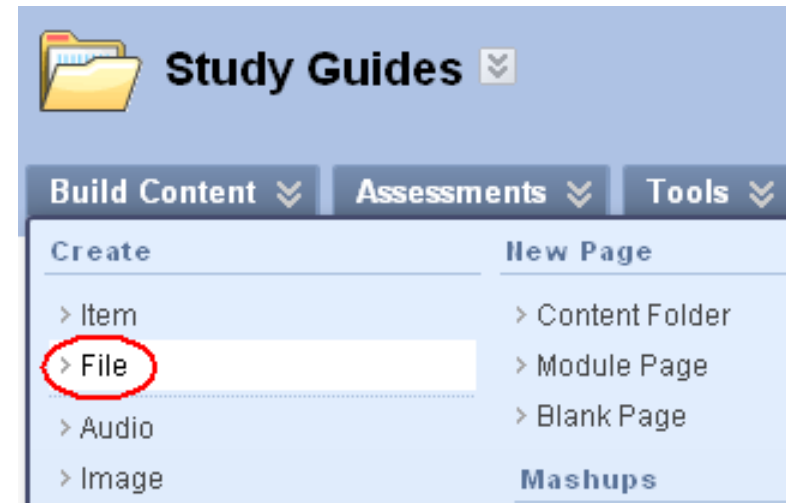 Study Guides
Build Content Assessments Tools
Create
> Item
> File
> Audio
> Image
New Page
> Content Folder
> Module Page
> Blank Page
Mashups